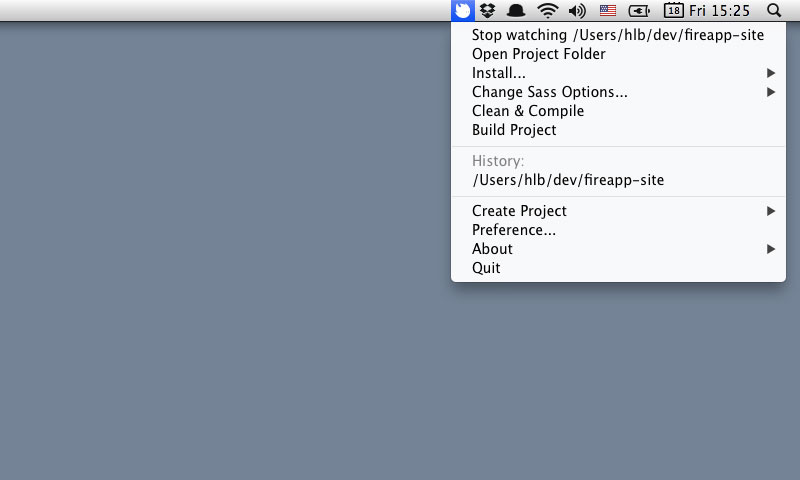 18 Fri 15:25
Stop watching /Users/hlb/dev/fireapp-site
Open Project Folder
Install...
Change Sass Options...
Clean & Compile
Build Project
History:
/Users/hlb/dev/fireapp-site
Create Project
Preference...
About
Quit